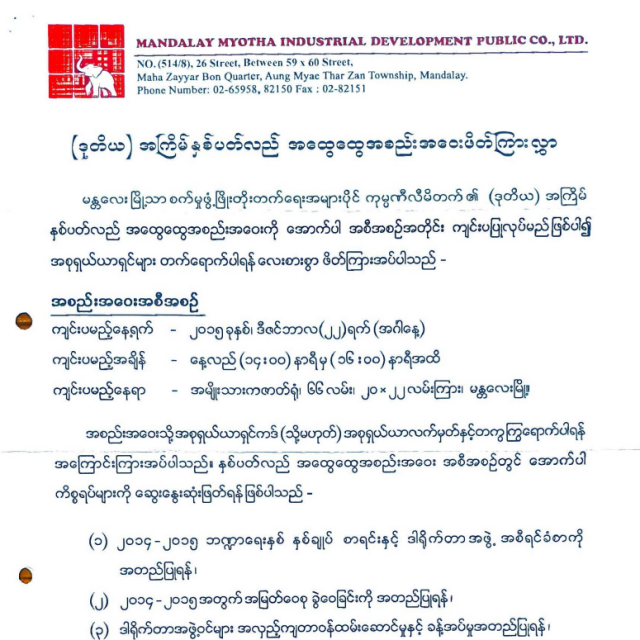 MANDALAY MYOTHA INDUSTRIAL DEVELOPMENT PUBLIC CO., LTD.
NO. (514/8), 26 Street, Between 59 x 60 Street,
Maha Zayyar Bon Quarter, Aung Myae Thar Zan Township, Mandalay.
Phone Number: 02-65958, 82150 Fax : 02-82151
(ဒုတိယ) အကြိမ် နှစ်ပတ်လည် အထွေထွေအစည်းအဝေးဖိတ်ကြားလွှာ
မန္တလေး မြို့သာ စက်မှုဖွံ့ဖြိုးတိုးတက်ရေးအများပိုင် ကုမ္ပဏီလီမိတက် ၏ (ဒုတိယ) အကြိမ်
နှစ်ပတ်လည် အထွေထွေအစည်းအဝေးကို အောက်ပါ အစီအစဉ်အတိုင်း ကျင်းပပြုလုပ်မည်ဖြစ်ပါ၍
အစုရှယ်ယာရှင်များ တက်ရောက်ပါရန် လေးစားစွာ ဖိတ်ကြားအပ်ပါသည် -
အစည်းအဝေးအစီအစဉ်
ကျင်းပမည့်နေ့ရက် - ၂၀၁၅ခုနှစ်၊ ဒီဇင်ဘာလ(၂၂)ရက် (အင်္ဂါနေ့)
ကျင်းပမည့်အချိန် - နေ့လည် (၁၄:၀၀) နာရီမှ (၁၆:၀၀) နာရီအထိ
ကျင်းပမည့်နေရာ - အမျိုးသားကဇာတ်ရုံ၊ ၆၆ လမ်း၊ ၂၀ × ၂၂ လမ်းကြား၊ မန္တလေးမြို့။
အစည်းအဝေးသို့ အစုရှယ်ယာရှင်ကဒ် (သို့မဟုတ်) အစုရှယ်ယာလက်မှတ်နှင့်တကွကြွရောက်ပါရန်
အကြောင်းကြားအပ်ပါသည်။ နှစ်ပတ်လည် အထွေထွေအစည်းအဝေး အစီအစဉ်တွင် အောက်ပါ
ကိစ္စရပ်များကို ဆွေးနွေးဆုံးဖြတ်ရန်ဖြစ်ပါသည် -
(၁) ၂၀၁၄-၂၀၁၅ ဘဏ္ဍာရေးနှစ် နှစ်ချုပ် စာရင်းနှင့် ဒါရိုက်တာ အဖွဲ့ အစီရင်ခံစာကို
အတည်ပြုရန်၊
(၂) ၂၀၁၄-၂၀၁၅အတွက် အမြတ်ဝေစု ခွဲဝေခြင်းကို အတည်ပြုရန်၊
(၃) ဒါရိုက်တာအဖွဲ့ဝင်များ အလှည့်ကျတာဝန်ထမ်းဆောင်မှုနှင့် ခန့်အပ်မှုအတည်ပြုရန်၊